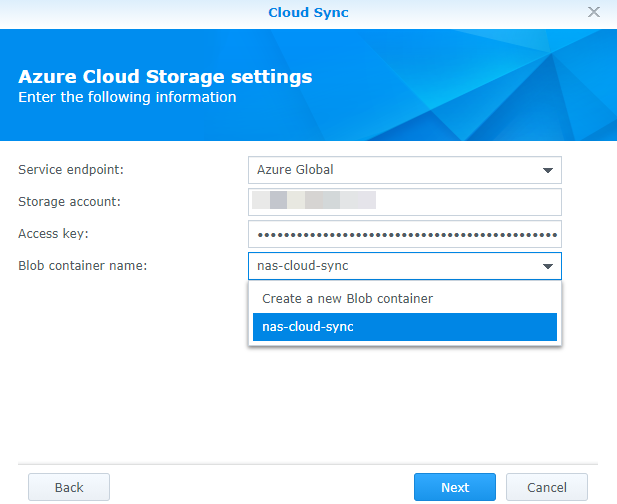 Cloud Sync
Azure Cloud Storage settings
Enter the following information
Service endpoint: Azure Global
Storage account:
Access key: ••••••••••••••••••••••••••••••••••••••••••••••
Blob container name: nas-cloud-sync
Create a new Blob container
nas-cloud-sync
Back Next Cancel